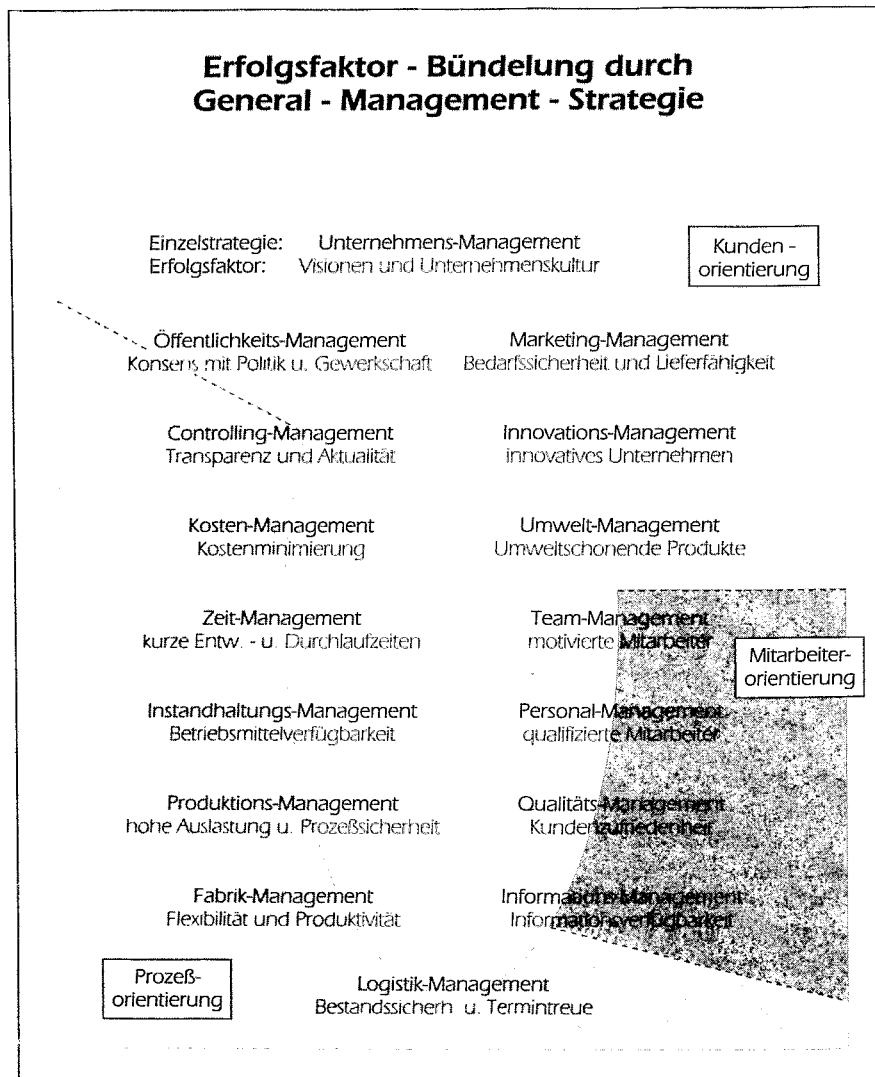 Erfolgsfaktor - Bündelung durch
General - Management - Strategie
Einzelstrategie: Unternehmens-Management
Erfolgsfaktor: Visionen und Unternehmenskultur
Kunden -
orientierung
Öffentlichkeits-Management
Konsens mit Politik u. Gewerkschaft
Marketing-Management
Bedarfssicherheit und Lieferfähigkeit
Controlling-Management
Transparenz und Aktualität
Innovations-Management
innovatives Unternehmen
Kosten-Management
Kostenminimierung
Umwelt-Management
Umweltschonende Produkte
Zeit-Management
kurze Entw. - u. Durchlaufzeiten
Team-Management
motivierte Mitarbeiter
Mitarbeiter-
orientierung
Instandhaltungs-Management
Betriebsmittelverfügbarkeit
Personal-Management
qualifizierte Mitarbeiter
Produktions-Management
hohe Auslastung u. Prozeßsicherheit
Qualitäts-Management
Kundenzufriedenheit
Fabrik-Management
Flexibilität und Produktivität
Informations-Management
Informationsverfügbarkeit
Prozeß-
orientierung
Logistik-Management
Bestandssicherh u. Termintreue